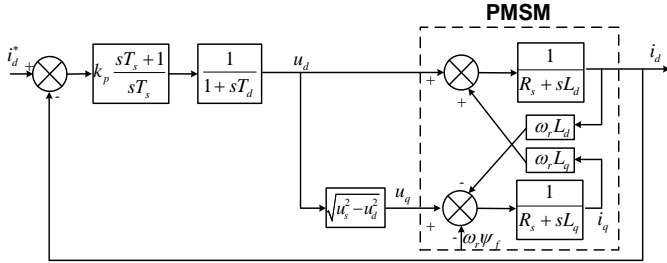 PMSM
i_d^* + - k_p (sT_s + 1)/(sT_s) 1/(1 + sT_d) u_d + + 1/(R_s + sL_d) i_d
ω_r L_d
ω_r L_q
√(u_s^2 − u_d^2) u_q + - - 1/(R_s + sL_q) i_q
ω_r ψ_f